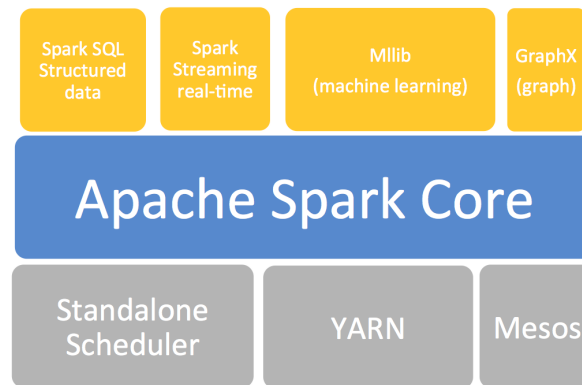 Spark SQL
Structured
data
Spark
Streaming
real-time
Mllib
(machine learning)
GraphX
(graph)
Apache Spark Core
Standalone
Scheduler
YARN
Mesos